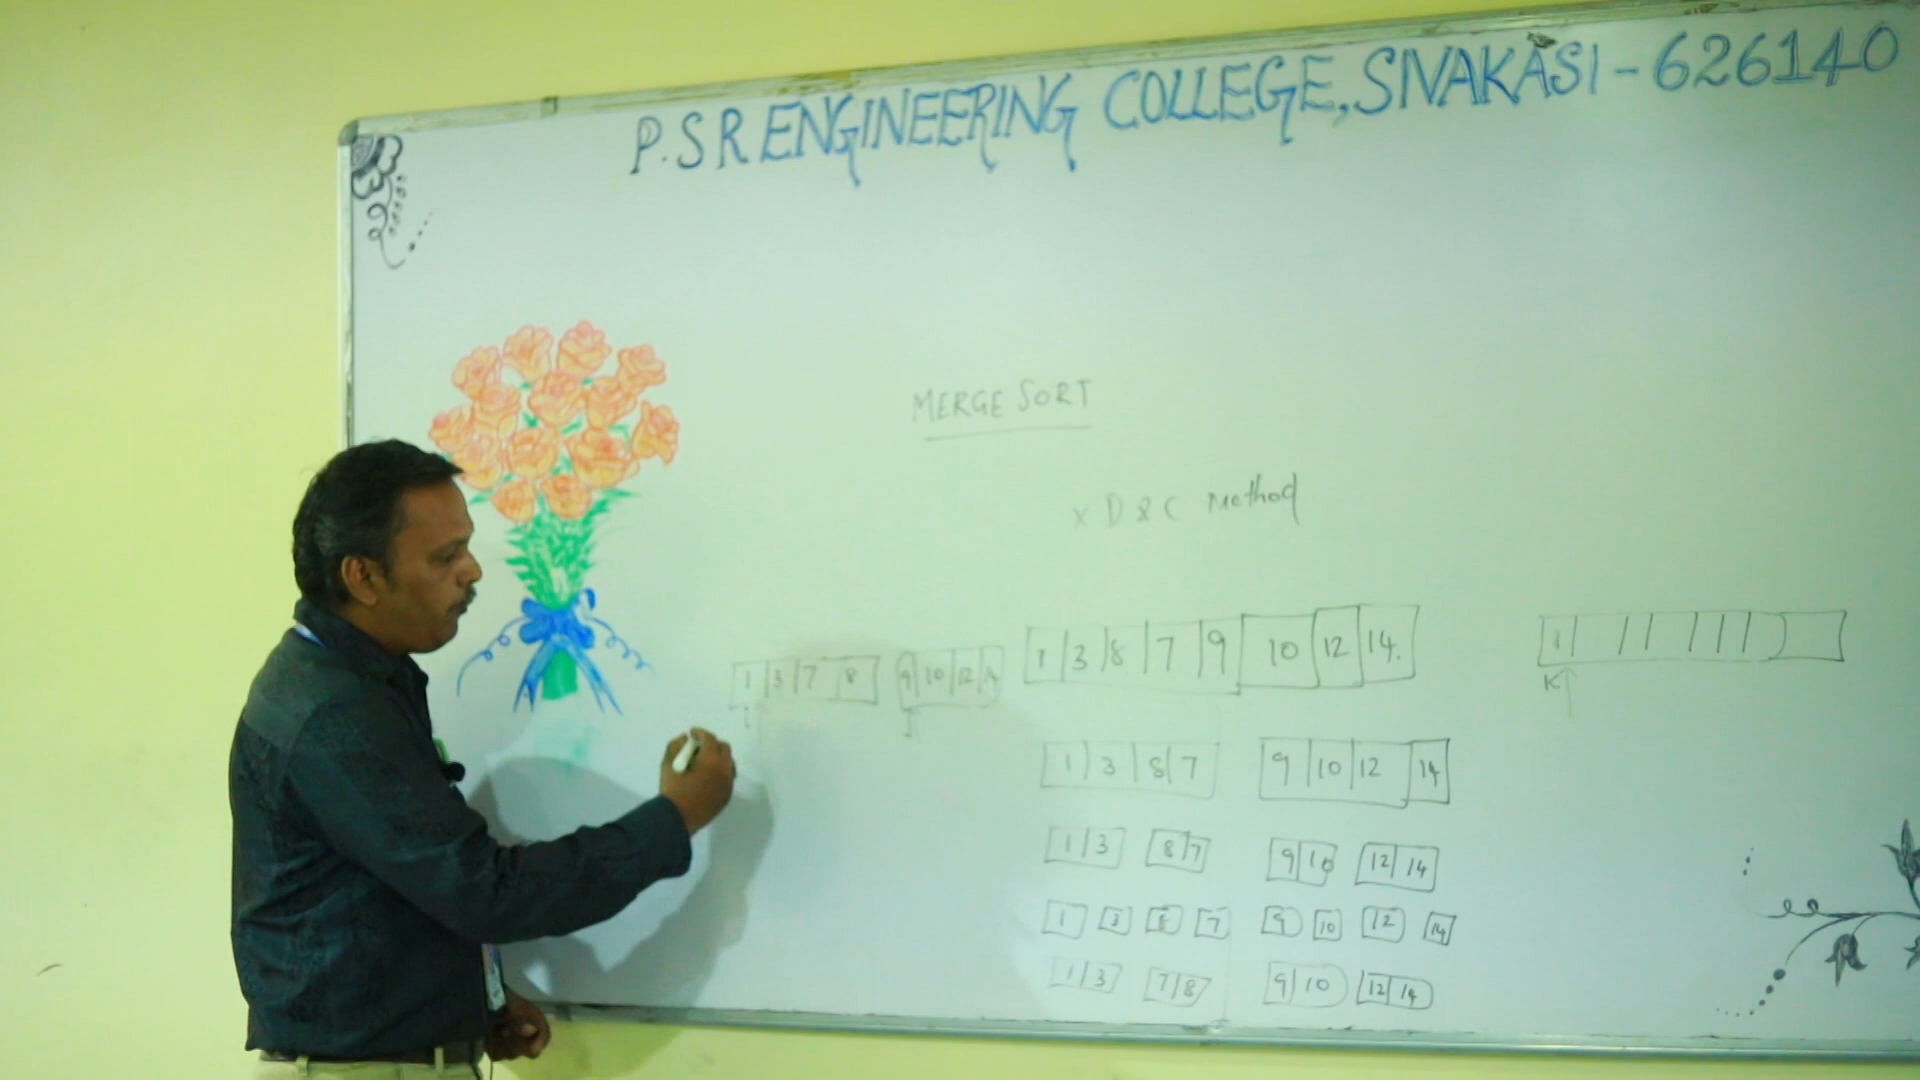 P.S R ENGINEERING COLLEGE, SIVAKASI - 626140
MERGE SORT
x D & C Method
1 3 7 8 9 10 12 14
i J
1 3 8 7 9 10 12 14.
1
K
1 3 8 7 9 10 12 14
1 3 8 7 9 10 12 14
1 3 8 7 9 10 12 14
1 3 7 8 9 10 12 14